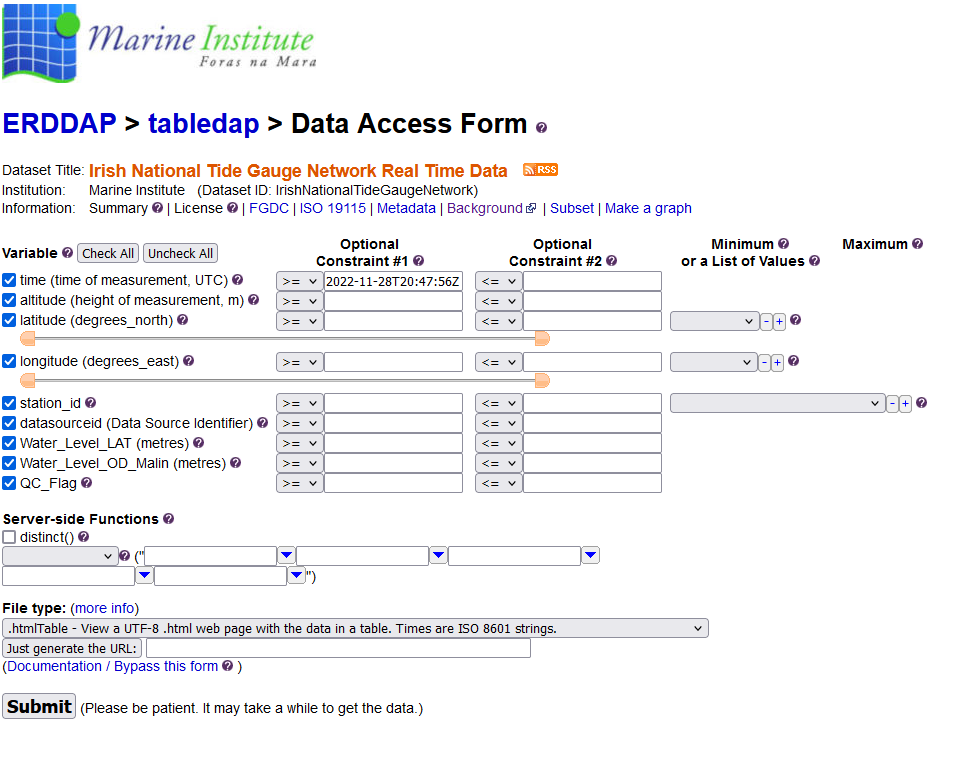 Marine Institute
Foras na Mara
ERDDAP > tabledap > Data Access Form ?
Dataset Title: Irish National Tide Gauge Network Real Time Data RSS
Institution: Marine Institute (Dataset ID: IrishNationalTideGaugeNetwork)
Information: Summary ? | License ? | FGDC | ISO 19115 | Metadata | Background | Subset | Make a graph
Variable ? Check All Uncheck All Optional Constraint #1 ? Optional Constraint #2 ? Minimum ? or a List of Values ? Maximum ?
time (time of measurement, UTC) ? >= 2022-11-28T20:47:56Z <=
altitude (height of measurement, m) ? >= <=
latitude (degrees_north) ? >= <= - + ?
longitude (degrees_east) ? >= <= - + ?
station_id ? >= <= - + ?
datasourceid (Data Source Identifier) ? >= <=
Water_Level_LAT (metres) ? >= <=
Water_Level_OD_Malin (metres) ? >= <=
QC_Flag ? >= <=
Server-side Functions ?
distinct() ?
? ("
")
File type: (more info)
.htmlTable - View a UTF-8 .html web page with the data in a table. Times are ISO 8601 strings.
Just generate the URL:
(Documentation / Bypass this form ? )
Submit (Please be patient. It may take a while to get the data.)